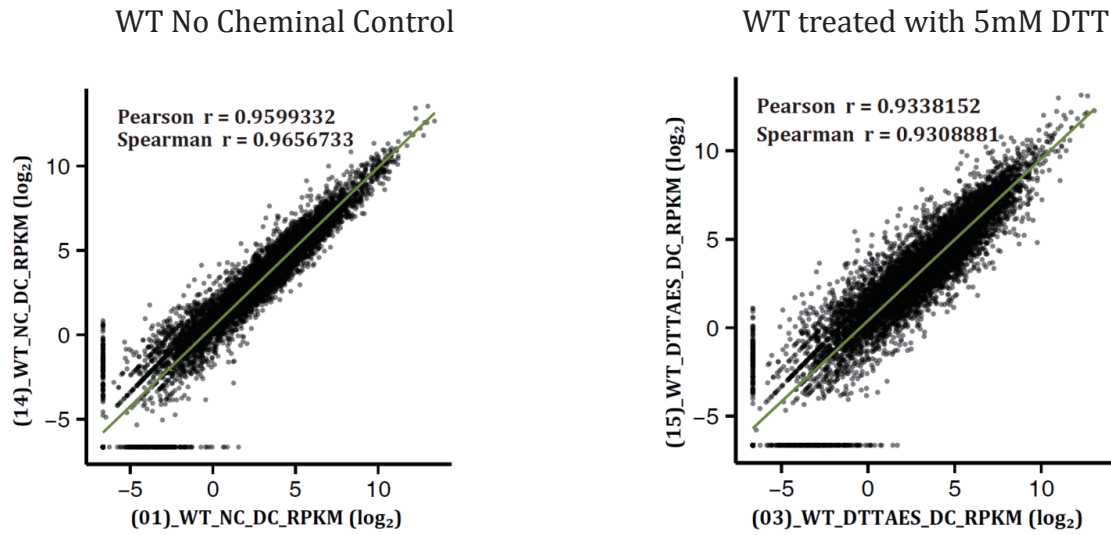 WT No Cheminal Control
Pearson r = 0.9599332
Spearman r = 0.9656733
(14)_WT_NC_DC_RPKM (log₂)
10
5
0
−5
−5 0 5 10
(01)_WT_NC_DC_RPKM (log₂)
WT treated with 5mM DTT
Pearson r = 0.9338152
Spearman r = 0.9308881
(15)_WT_DTTAES_DC_RPKM (log₂)
10
5
0
−5
−5 0 5 10
(03)_WT_DTTAES_DC_RPKM (log₂)